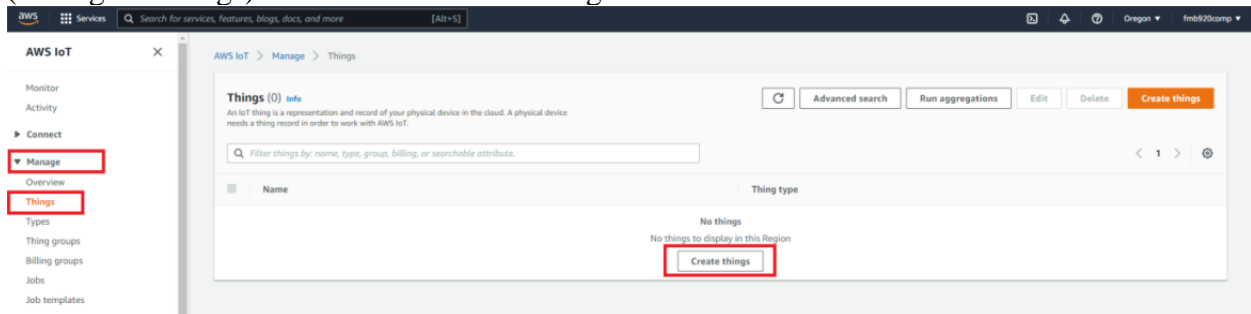 aws Services Search for services, features, blogs, docs, and more [Alt+S] Oregon ▼ fmb920comp ▼
AWS IoT
Monitor
Activity
Connect
Manage
Overview
Things
Types
Thing groups
Billing groups
Jobs
Job templates
AWS IoT > Manage > Things
Things (0) Info
An IoT thing is a representation and record of your physical device in the cloud. A physical device
needs a thing record in order to work with AWS IoT.
Advanced search Run aggregations Edit Delete Create things
Filter things by: name, type, group, billing, or searchable attribute.
< 1 >
Name Thing type
No things
No things to display in this Region
Create things